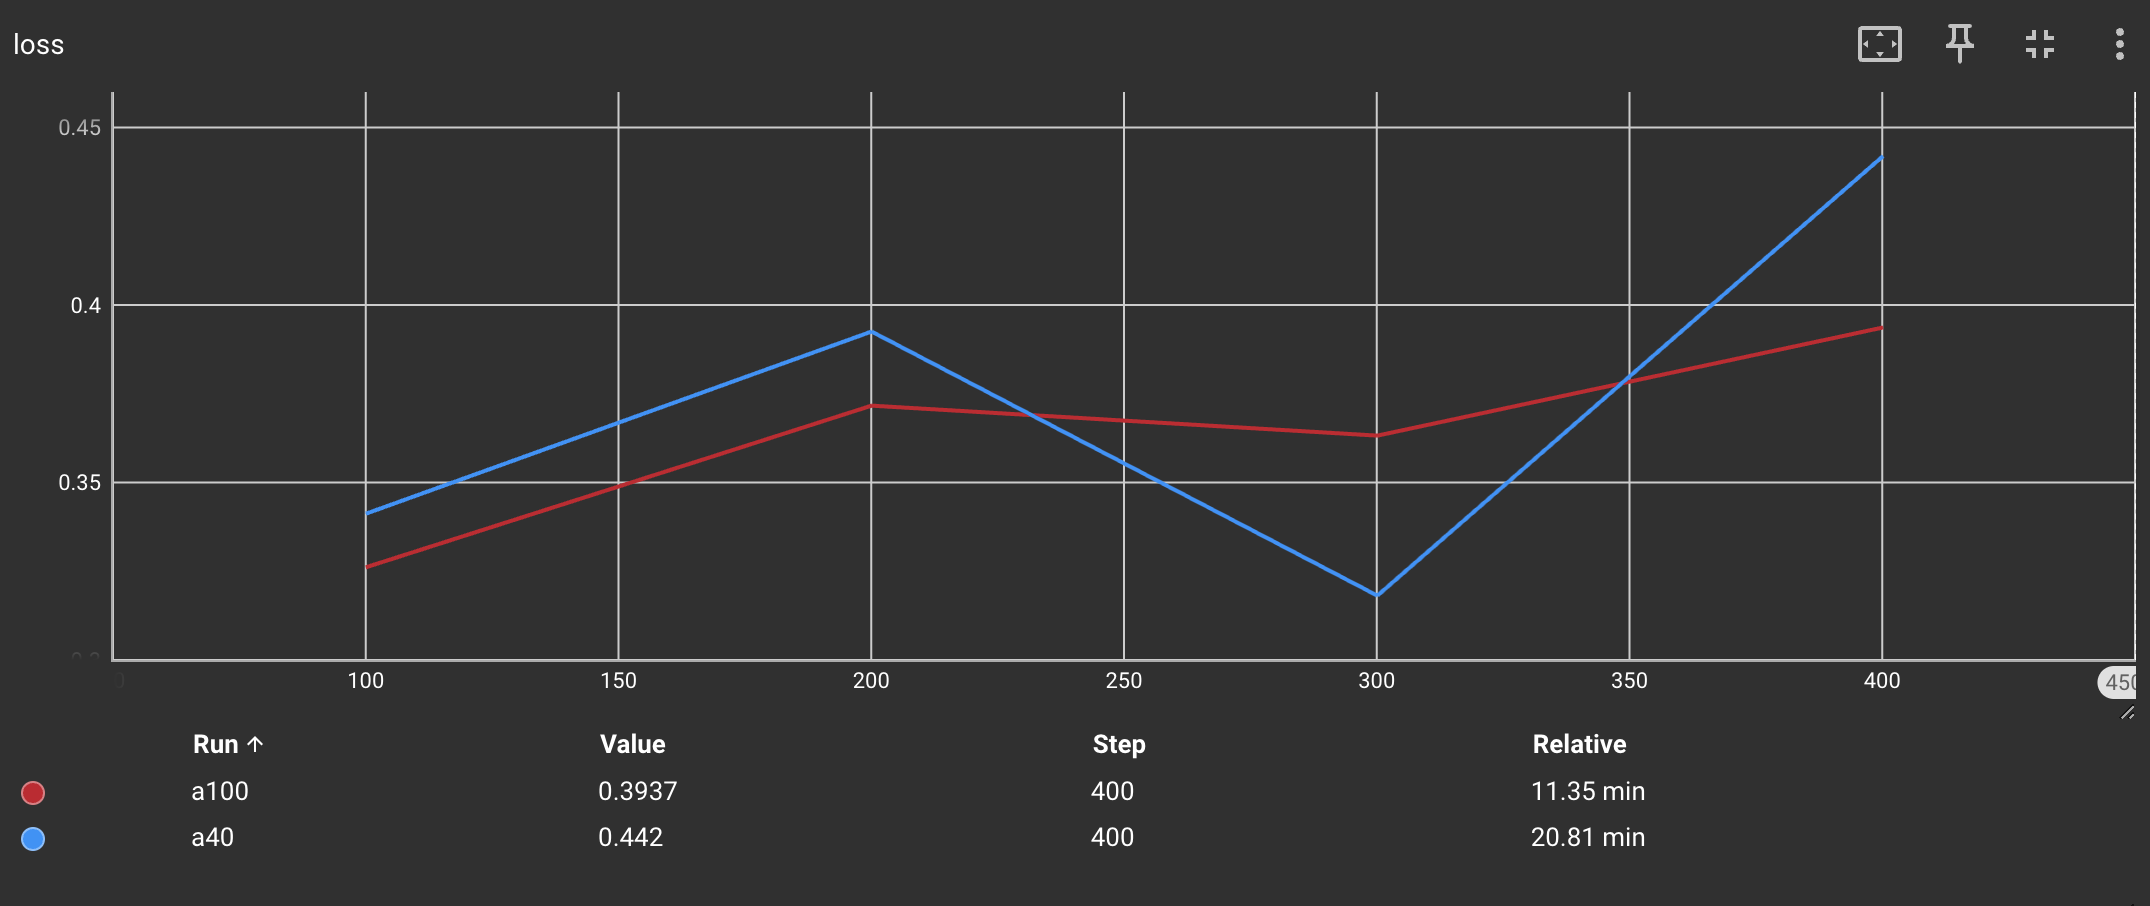 loss
0.45
0.4
0.35
100 150 200 250 300 350 400 450
Run ↑ Value Step Relative
a100 0.3937 400 11.35 min
a40 0.442 400 20.81 min